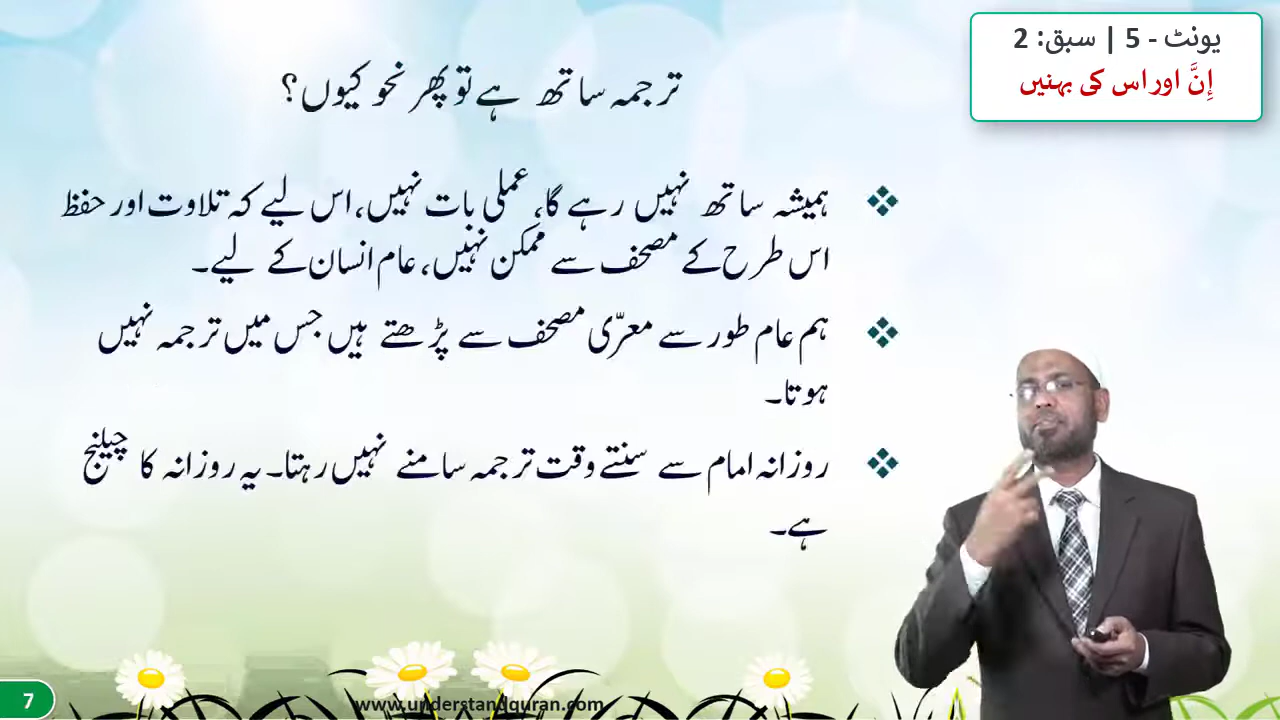 یونٹ - 5 | سبق: 2
إِنَّ اور اس کی بہنیں
ترجمہ ساتھ ہے تو پھر نحو کیوں؟
ہمیشہ ساتھ نہیں رہے گا، عملی بات نہیں، اس لیے کہ تلاوت اور حفظ
اس طرح کے مصحف سے ممکن نہیں، عام انسان کے لیے۔
ہم عام طور سے معرّی مصحف سے پڑھتے ہیں جس میں ترجمہ نہیں
ہوتا۔
روزانہ امام سے سنتے وقت ترجمہ سامنے نہیں رہتا۔ یہ روزانہ کا چیلنج
ہے۔
7
www.understandquran.com